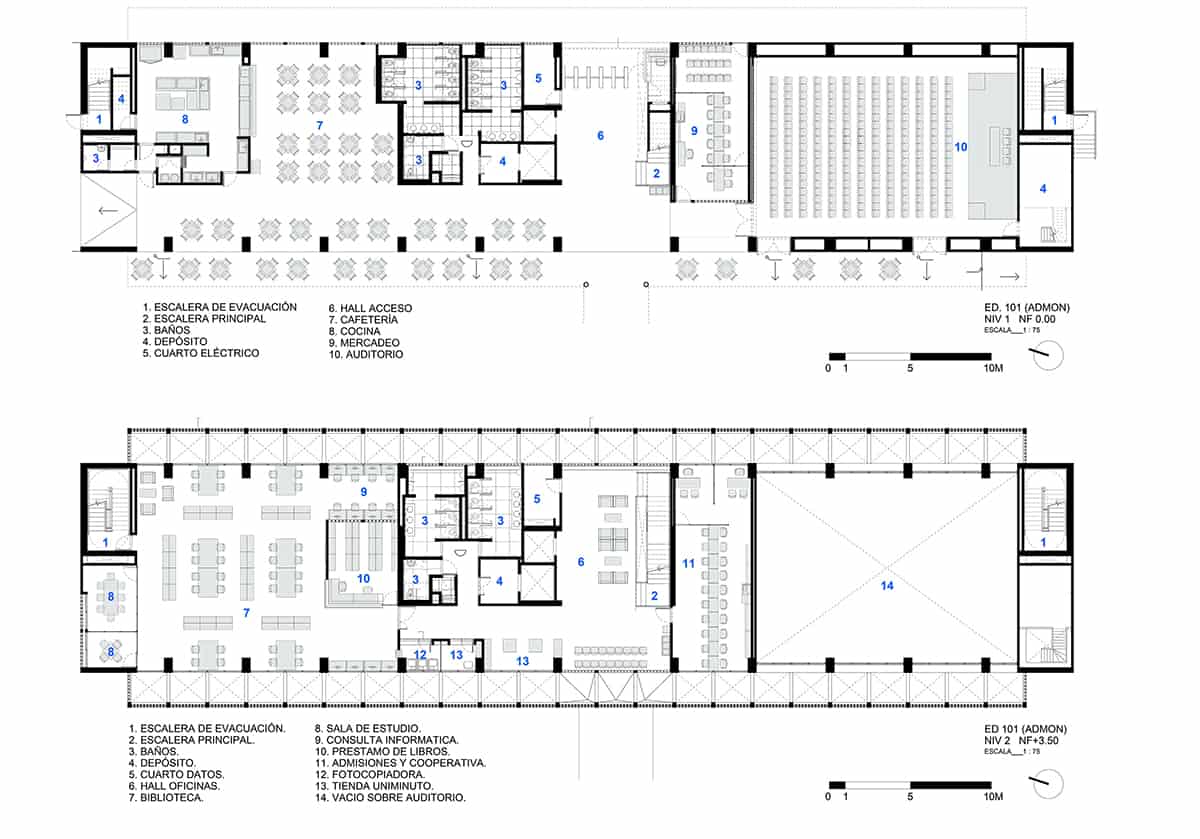 1
4
8
7
3
3
5
6
9
10
1
3
3
4
2
4
1. ESCALERA DE EVACUACIÓN
2. ESCALERA PRINCIPAL
3. BAÑOS
4. DEPÓSITO
5. CUARTO ELÉCTRICO
6. HALL ACCESO
7. CAFETERÍA
8. COCINA
9. MERCADEO
10. AUDITORIO
ED. 101 (ADMON)
NIV 1 NF 0.00
ESCALA___1 : 75
0 1 5 10M
1
9
3
3
5
6
11
1
8
10
3
4
2
14
7
8
12
13
13
1. ESCALERA DE EVACUACIÓN.
2. ESCALERA PRINCIPAL.
3. BAÑOS.
4. DEPÓSITO.
5. CUARTO DATOS.
6. HALL OFICINAS.
7. BIBLIOTECA.
8. SALA DE ESTUDIO.
9. CONSULTA INFORMATICA.
10. PRESTAMO DE LIBROS.
11. ADMISIONES Y COOPERATIVA.
12. FOTOCOPIADORA.
13. TIENDA UNIMINUTO.
14. VACIO SOBRE AUDITORIO.
ED 101 (ADMON)
NIV 2 NF+3.50
ESCALA___1 : 75
0 1 5 10M